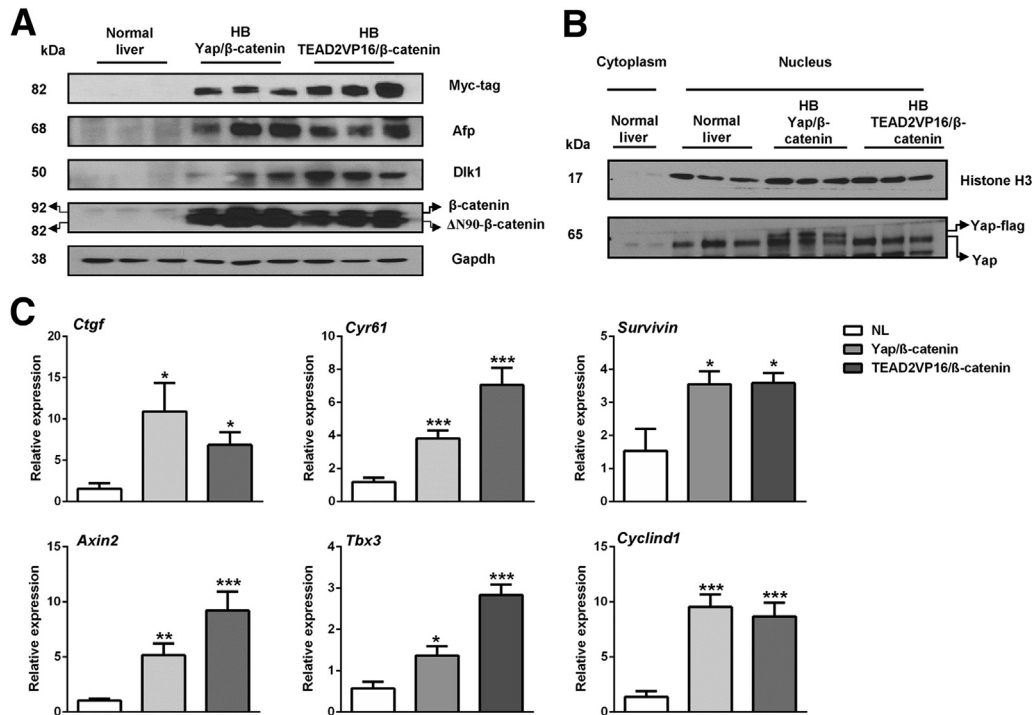 A
kDa
Normal
liver
HB
Yap/β-catenin
HB
TEAD2VP16/β-catenin
82
Myc-tag
68
Afp
50
Dlk1
92
β-catenin
82
ΔN90-β-catenin
38
Gapdh
B
Cytoplasm
Nucleus
kDa
Normal
liver
Normal
liver
HB
Yap/β-
catenin
HB
TEAD2VP16/β-
catenin
17
Histone H3
65
Yap-flag
Yap
C
Ctgf
Relative expression
20
15
10
5
0
*
*
Cyr61
Relative expression
10
8
6
4
2
0
***
***
Survivin
Relative expression
5
4
3
2
1
0
*
*
NL
Yap/ß-catenin
TEAD2VP16/ß-catenin
Axin2
Relative expression
15
10
5
0
**
***
Tbx3
Relative expression
4
3
2
1
0
*
***
Cyclind1
Relative expression
15
10
5
0
***
***